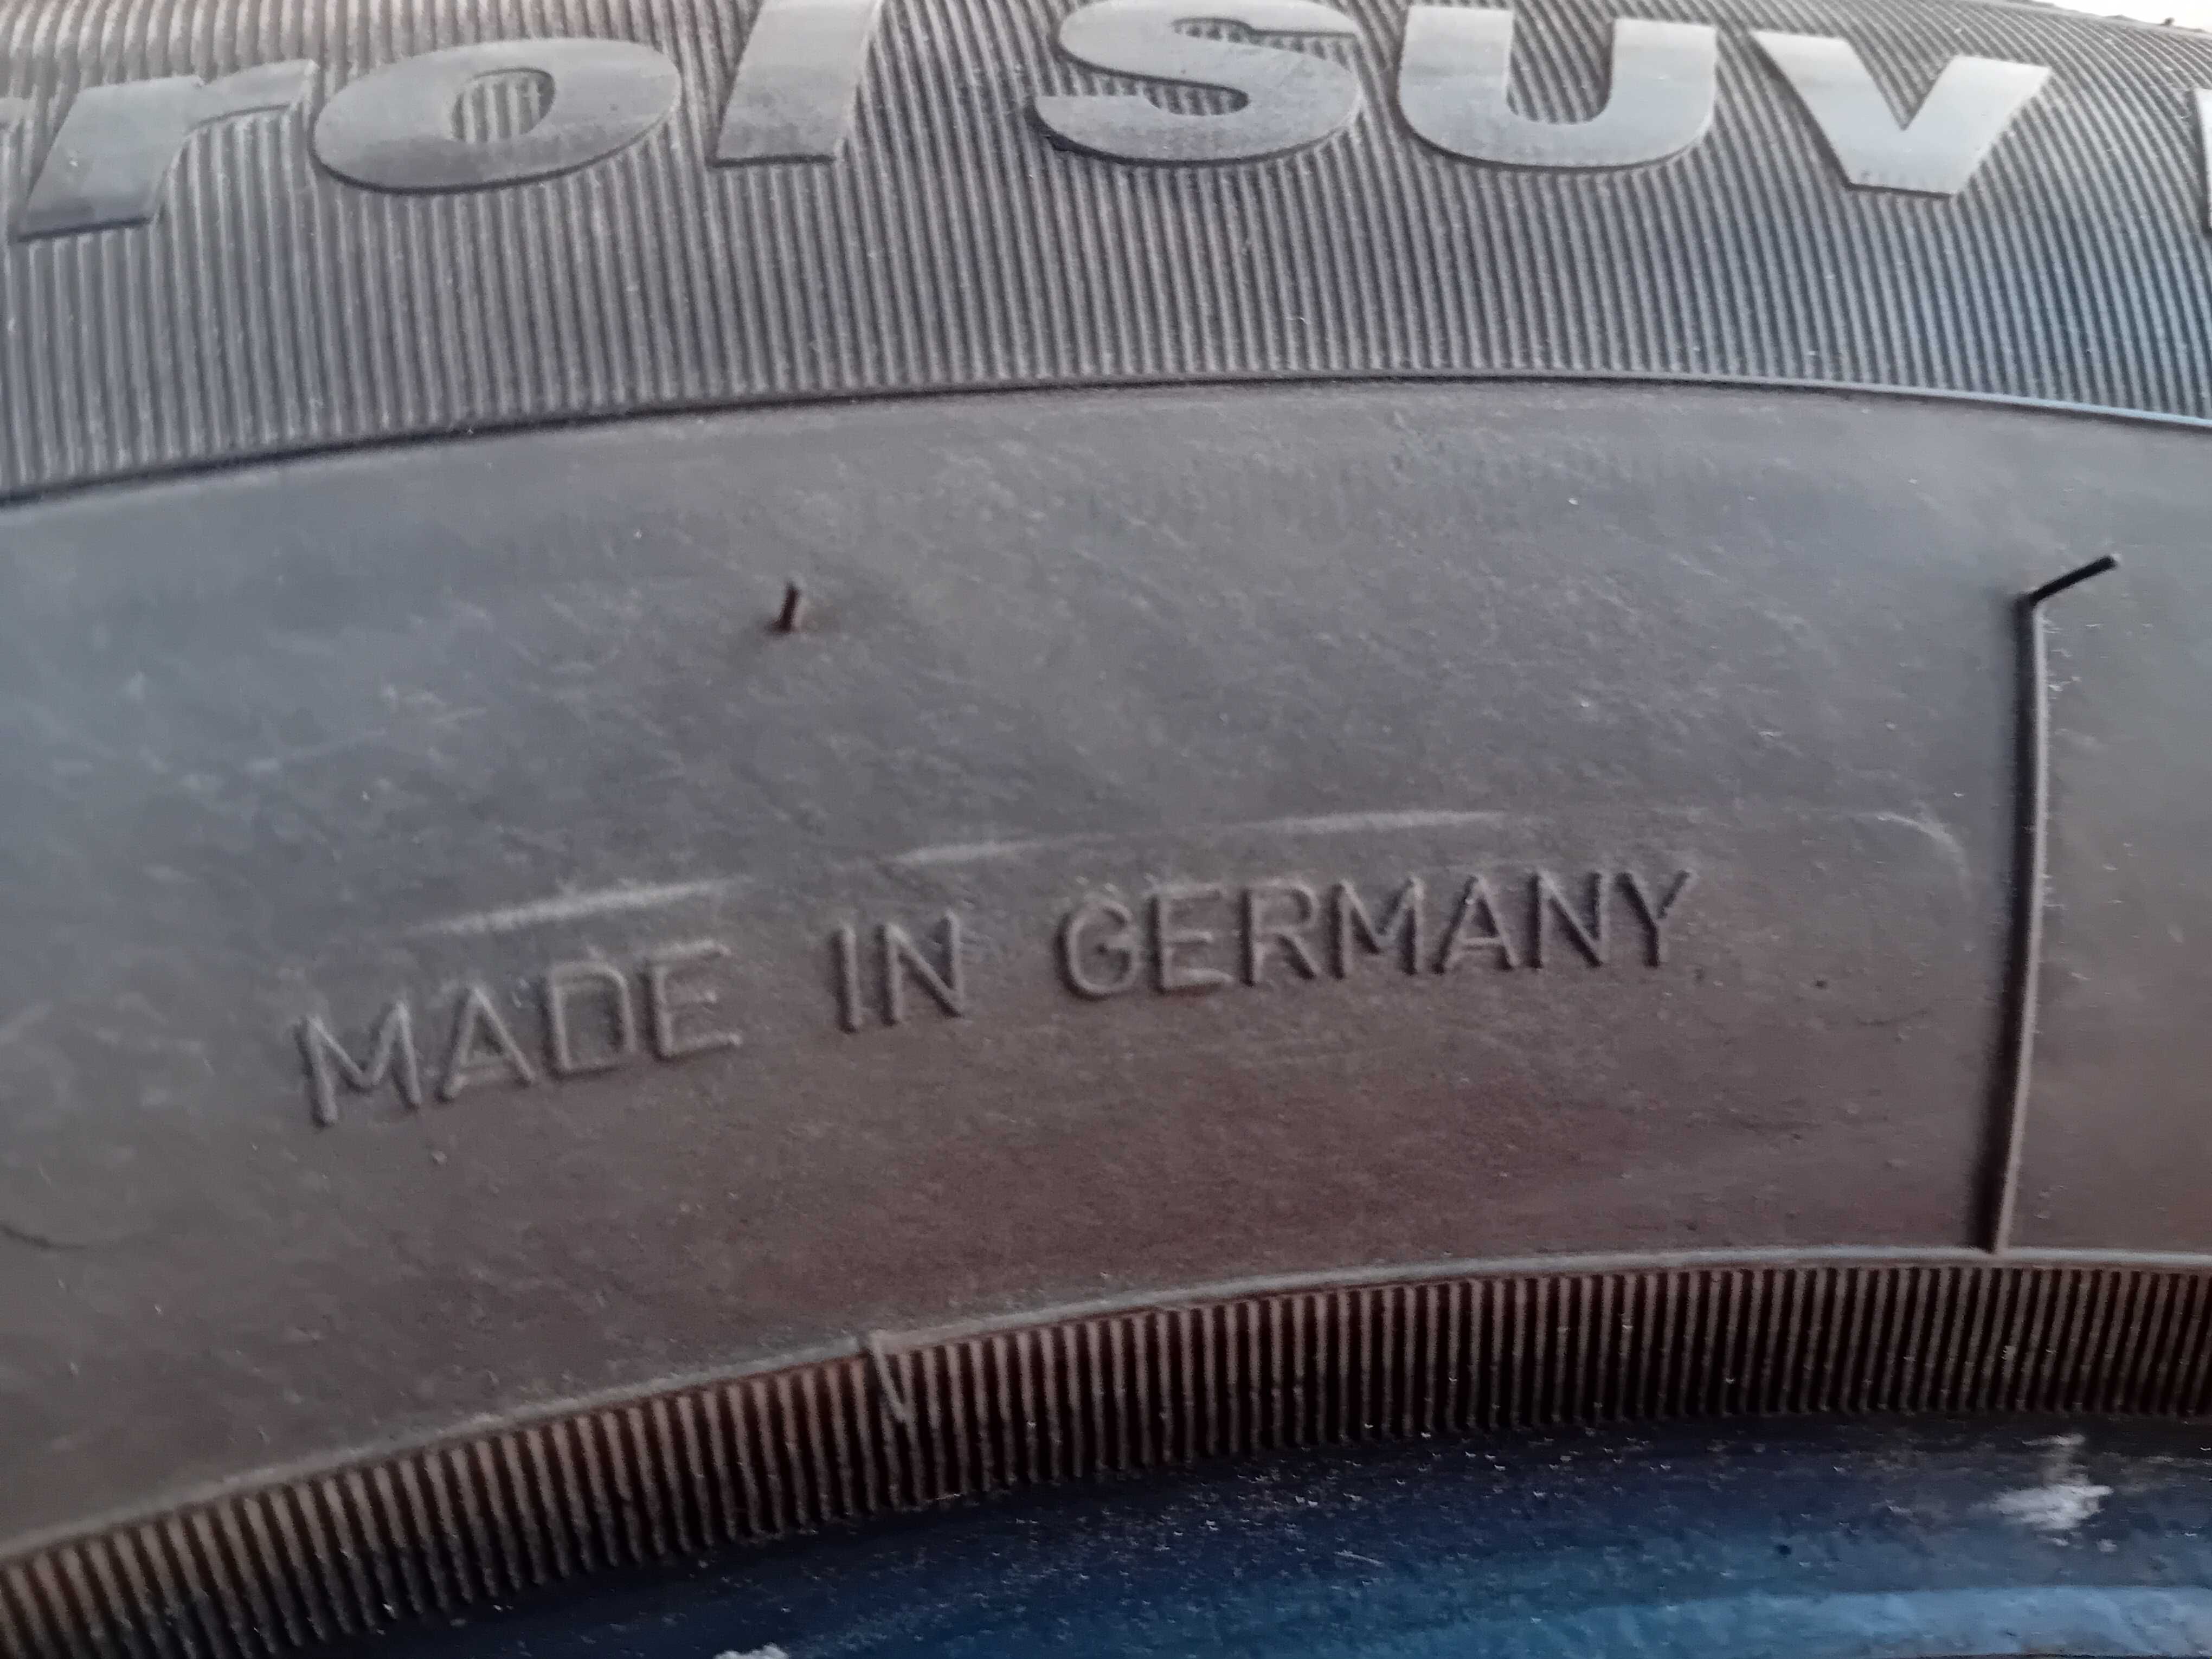 rol suv
MADE IN GERMANY